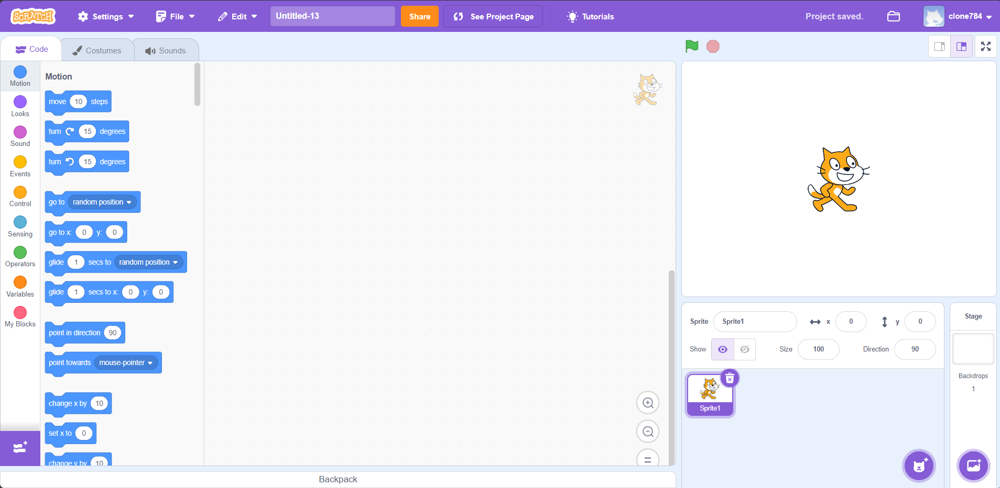 SCRATCH Settings File Edit Untitled-13 Share See Project Page Tutorials Project saved. clone784
Code Costumes Sounds
Motion
Looks
Sound
Events
Control
Sensing
Operators
Variables
My Blocks
Motion
move 10 steps
turn 15 degrees
turn 15 degrees
go to random position
go to x: 0 y: 0
glide 1 secs to random position
glide 1 secs to x: 0 y: 0
point in direction 90
point towards mouse-pointer
change x by 10
set x to 0
change y by 10
Backpack
Sprite Sprite1 x 0 y 0
Show Size 100 Direction 90
Sprite1
Stage
Backdrops
1